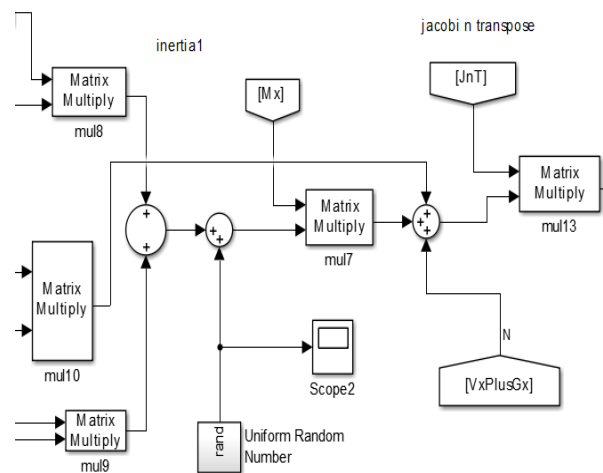 inertia1
jacobi n transpose
Matrix
Multiply
mul8
[Mx]
[JnT]
+
+
+
+
Matrix
Multiply
mul7
+
+
+
Matrix
Multiply
mul13
Matrix
Multiply
mul10
N
Scope2
[VxPlusGx]
Matrix
Multiply
mul9
rand
Uniform Random
Number